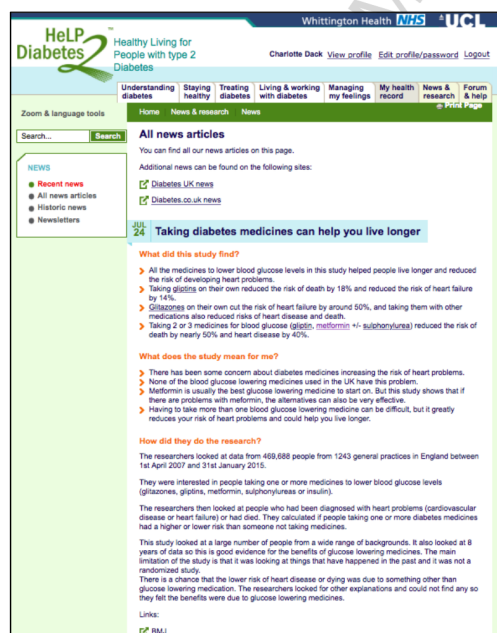 Whittington Health NHS UCL
HeLP
Diabetes
Healthy Living for
People with type 2
Diabetes
Charlotte Dack View profile Edit profile/password Logout
Understanding diabetes
Staying healthy
Treating diabetes
Living & working with diabetes
Managing my feelings
My health record
News & research
Forum & help
Zoom & language tools
Home News & research News
Print Page
Search... Search
NEWS
Recent news
All news articles
Historic news
Newsletters
All news articles
You can find all our news articles on this page.
Additional news can be found on the following sites:
Diabetes UK news
Diabetes.co.uk news
JUL
24
Taking diabetes medicines can help you live longer
What did this study find?
All the medicines to lower blood glucose levels in this study helped people live longer and reduced
the risk of developing heart problems.
Taking gliptins on their own reduced the risk of death by 18% and reduced the risk of heart failure
by 14%.
Glitazones on their own cut the risk of heart failure by around 50%, and taking them with other
medications also reduced risks of heart disease and death.
Taking 2 or 3 medicines for blood glucose (gliptin, metformin +/- sulphonylurea) reduced the risk of
death by nearly 50% and heart disease by 40%.
What does the study mean for me?
There has been some concern about diabetes medicines increasing the risk of heart problems.
None of the blood glucose lowering medicines used in the UK have this problem.
Metformin is usually the best glucose lowering medicine to start on. But this study shows that if
there are problems with meformin, the alternatives can also be very effective.
Having to take more than one blood glucose lowering medicine can be difficult, but it greatly
reduces your risk of heart problems and could help you live longer.
How did they do the research?
The researchers looked at data from 469,688 people from 1243 general practices in England between
1st April 2007 and 31st January 2015.
They were interested in people taking one or more medicines to lower blood glucose levels
(glitazones, gliptins, metformin, sulphonylureas or insulin).
The researchers then looked at people who had been diagnosed with heart problems (cardiovascular
disease or heart failure) or had died. They calculated if people taking one or more diabetes medicines
had a higher or lower risk than someone not taking medicines.
This study looked at a large number of people from a wide range of backgrounds. It also looked at 8
years of data so this is good evidence for the benefits of glucose lowering medicines. The main
limitation of the study is that it was looking at things that have happened in the past and it was not a
randomized study.
There is a chance that the lower risk of heart disease or dying was due to something other than
glucose lowering medication. The researchers looked for other explanations and could not find any so
they felt the benefits were due to glucose lowering medicines.
Links:
BMJ